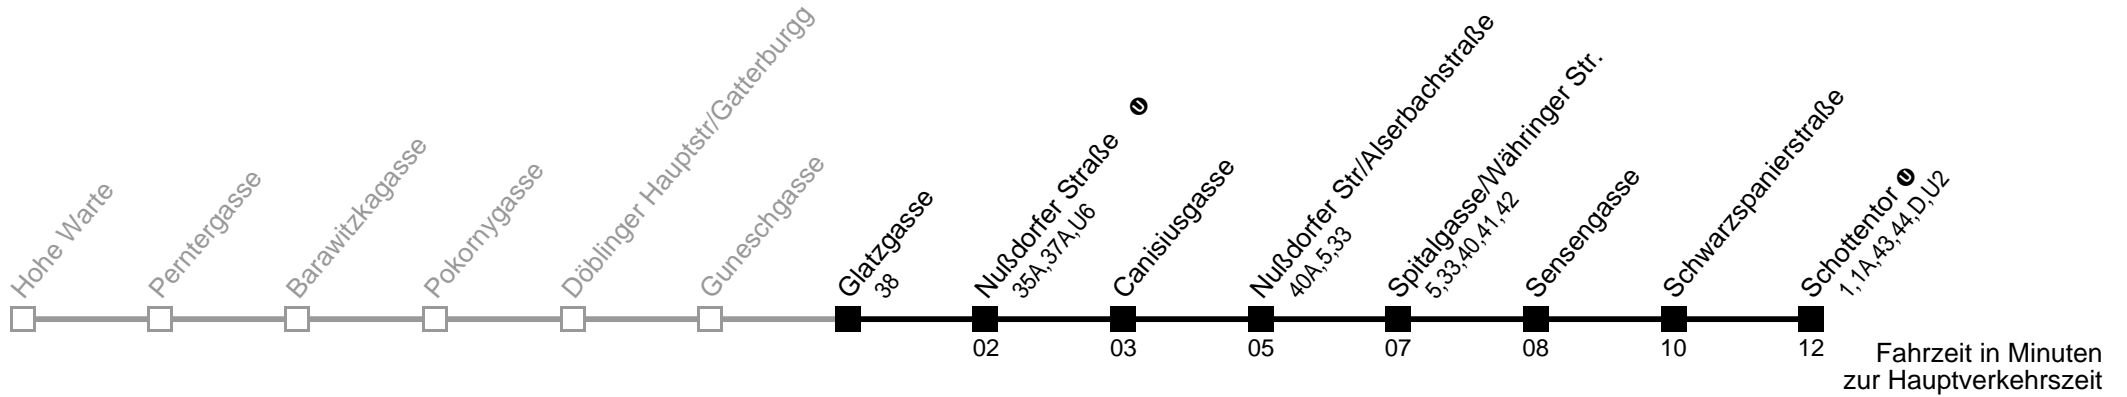 Hohe Warte
Perntergasse
Barawitzkagasse
Pokornygasse
Döblinger Hauptstr/Gatterburgg
Guneschgasse
Glatzgasse
38
Nußdorfer Straße U
35A,37A,U6
Canisiusgasse
Nußdorfer Str/Alserbachstraße
40A,5,33
Spitalgasse/Währinger Str.
5,33,40,41,42
Sensengasse
Schwarzspanierstraße
Schottentor U
1,1A,43,44,D,U2
02
03
05
07
08
10
12
Fahrzeit in Minuten
zur Hauptverkehrszeit